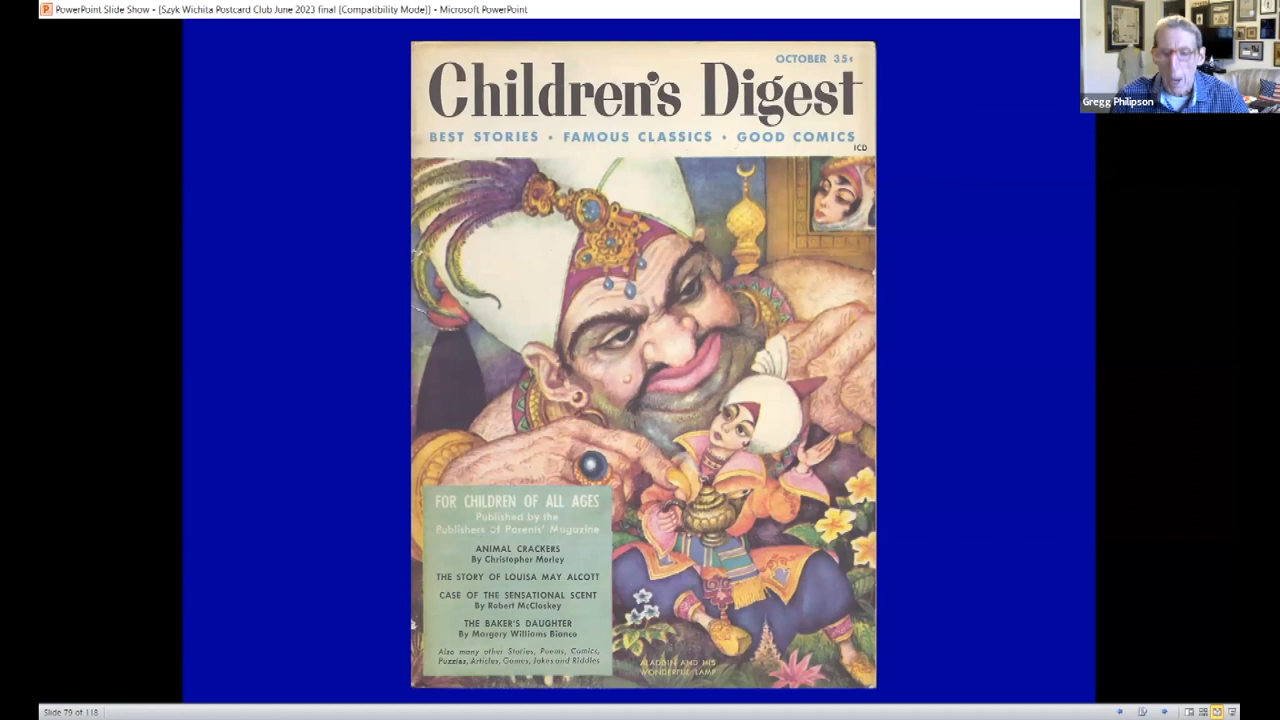 PowerPoint Slide Show - [Szyk Wichita Postcard Club June 2023 final [Compatibility Mode]] - Microsoft PowerPoint
Gregg Philipson
OCTOBER 35¢
Children's Digest
BEST STORIES • FAMOUS CLASSICS • GOOD COMICS
ICD
FOR CHILDREN OF ALL AGES
Published by the
Publishers of Parents' Magazine
ANIMAL CRACKERS
By Christopher Morley
THE STORY OF LOUISA MAY ALCOTT
CASE OF THE SENSATIONAL SCENT
By Robert McCloskey
THE BAKER'S DAUGHTER
By Margery Williams Bianco
Also many other Stories, Poems, Comics,
Puzzles, Articles, Games, Jokes and Riddles
ALADDIN AND HIS
WONDERFUL LAMP
Slide 79 of 118